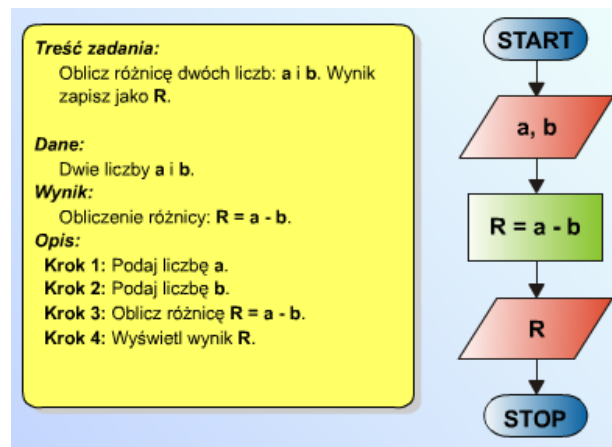 Treść zadania:
Oblicz różnicę dwóch liczb: a i b. Wynik
zapisz jako R.
Dane:
Dwie liczby a i b.
Wynik:
Obliczenie różnicy: R = a - b.
Opis:
Krok 1: Podaj liczbę a.
Krok 2: Podaj liczbę b.
Krok 3: Oblicz różnicę R = a - b.
Krok 4: Wyświetl wynik R.
START
a, b
R = a - b
R
STOP